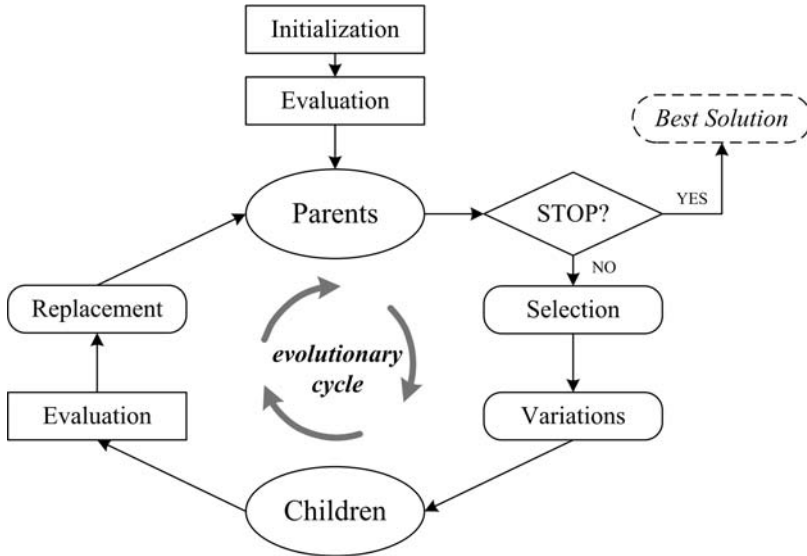 Initialization
Evaluation
Best Solution
Parents
STOP?
YES
NO
Replacement
Selection
evolutionary
cycle
Evaluation
Variations
Children